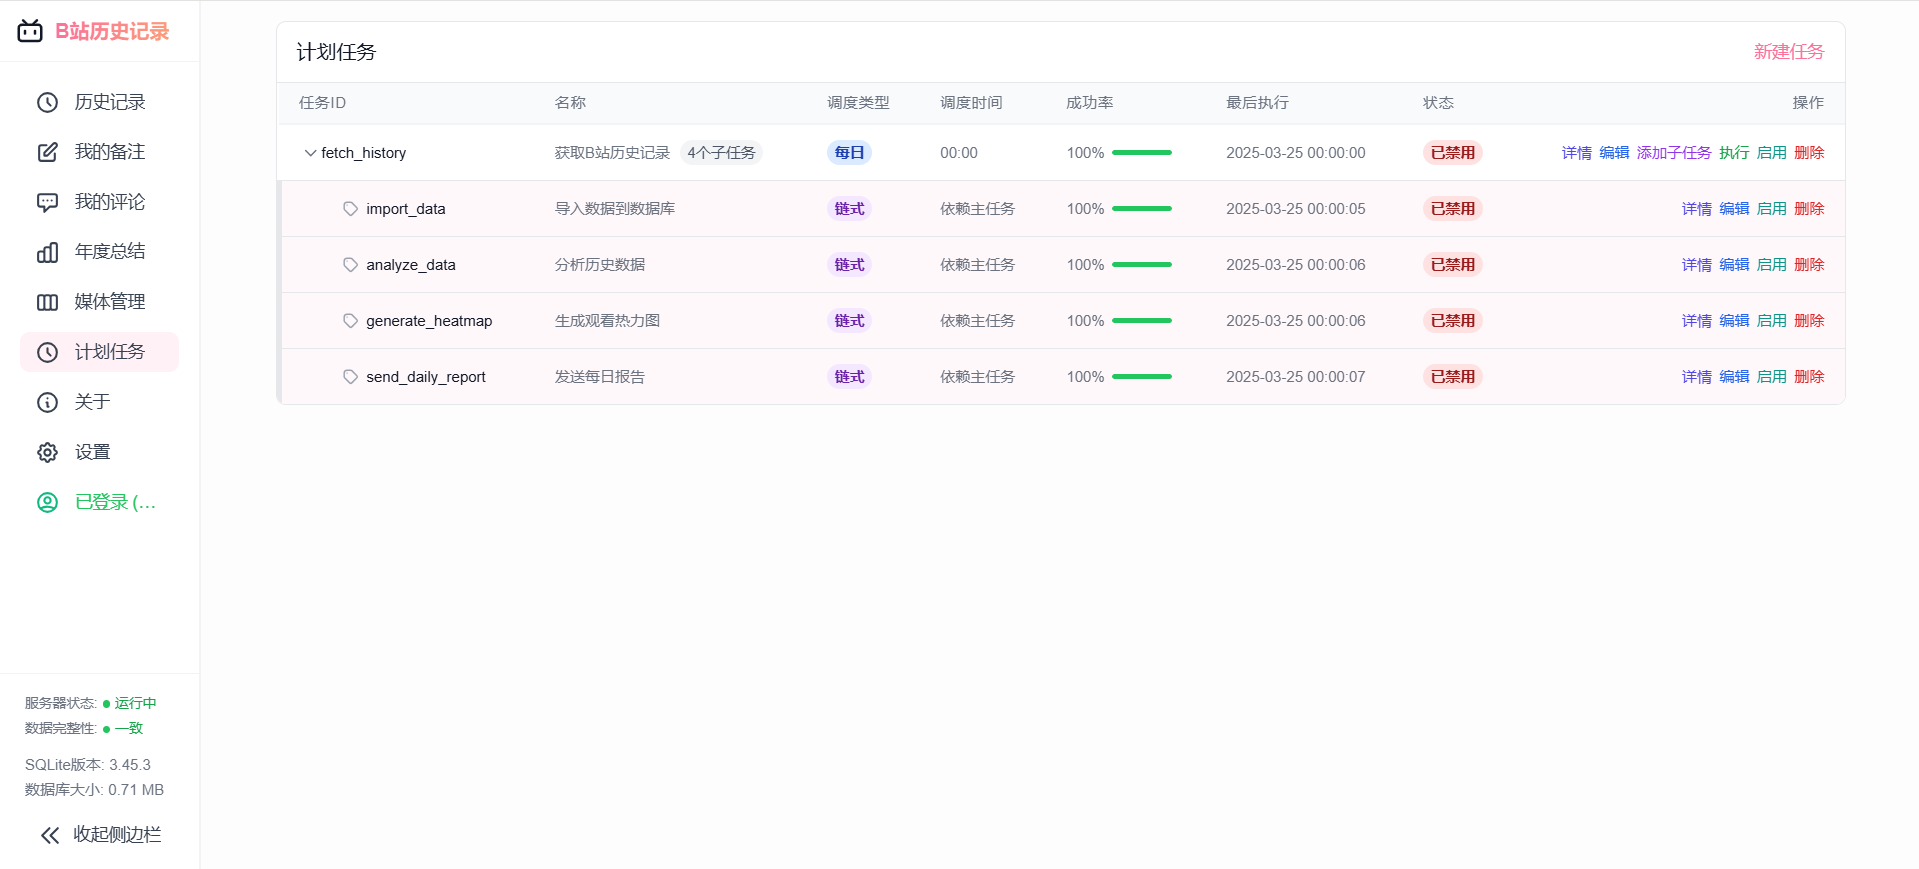 B站历史记录
历史记录
我的备注
我的评论
年度总结
媒体管理
计划任务
关于
设置
已登录 (...
服务器状态: 运行中
数据完整性: 一致
SQLite版本: 3.45.3
数据库大小: 0.71 MB
收起侧边栏
计划任务 新建任务
任务ID 名称 调度类型 调度时间 成功率 最后执行 状态 操作
fetch_history 获取B站历史记录 4个子任务 每日 00:00 100% 2025-03-25 00:00:00 已禁用 详情 编辑 添加子任务 执行 启用 删除
import_data 导入数据到数据库 链式 依赖主任务 100% 2025-03-25 00:00:05 已禁用 详情 编辑 启用 删除
analyze_data 分析历史数据 链式 依赖主任务 100% 2025-03-25 00:00:06 已禁用 详情 编辑 启用 删除
generate_heatmap 生成观看热力图 链式 依赖主任务 100% 2025-03-25 00:00:06 已禁用 详情 编辑 启用 删除
send_daily_report 发送每日报告 链式 依赖主任务 100% 2025-03-25 00:00:07 已禁用 详情 编辑 启用 删除